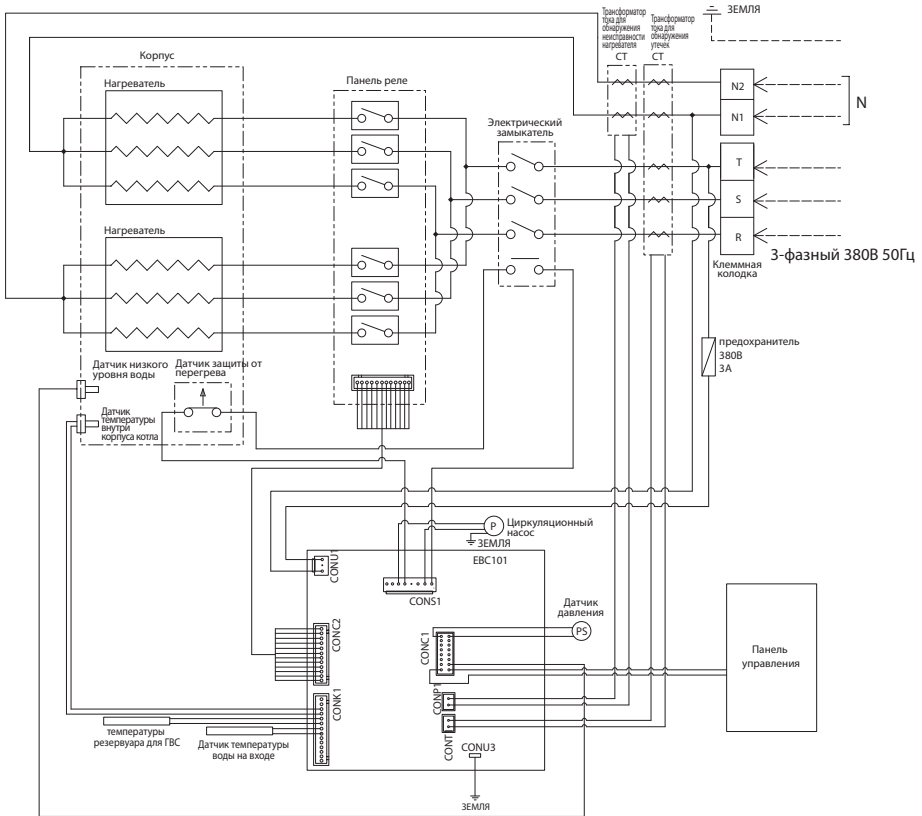 Трансформатор
тока для
обнаружения
неисправности
нагревателя
CT
Трансформатор
тока для
обнаружения
утечек
CT
ЗЕМЛЯ
Корпус
Нагреватель
Панель реле
Электрический
замыкатель
N2
N1
N
T
S
R
3-фазный 380В 50Гц
Клеммная
колодка
Нагреватель
предохранитель
380В
3А
Датчик низкого
уровня воды
Датчик защиты от
перегрева
Датчик
температуры
внутри
корпуса котла
P
Циркуляционный
насос
ЗЕМЛЯ
EBC101
CONU1
CONS1
Датчик
давления
PS
CONC2
CONC1
Панель
управления
CONK1
CONP1
CONT
CONU3
температуры
резервуара для ГВС
Датчик температуры
воды на входе
ЗЕМЛЯ